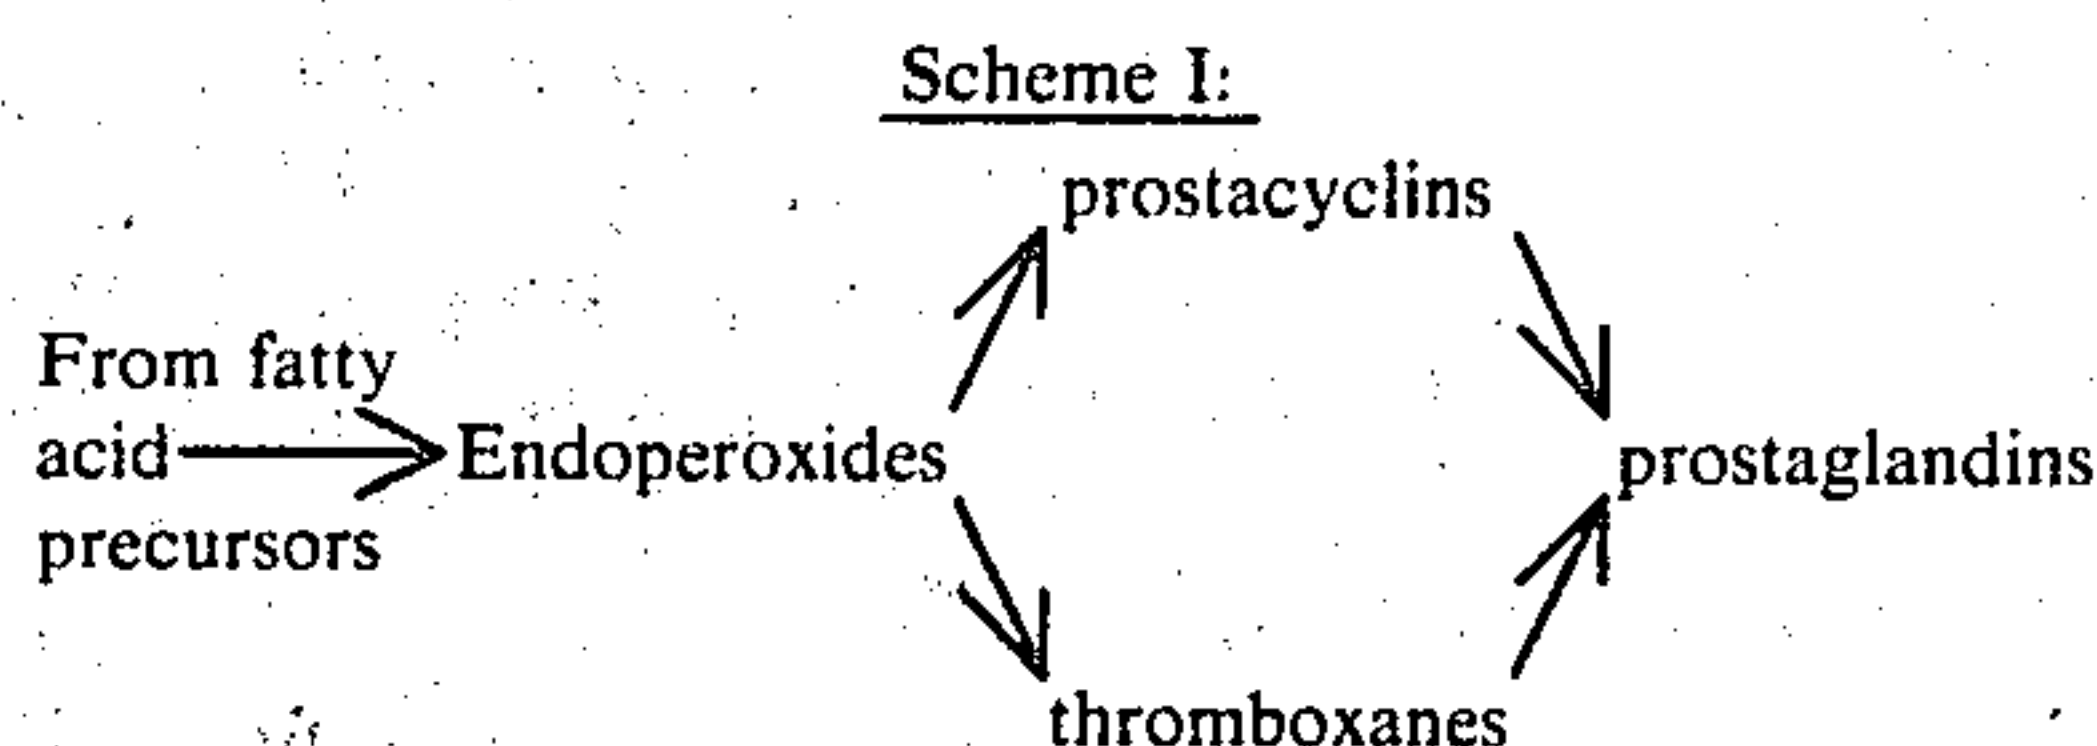 Scheme I:
prostacyclins
From fatty
acid
precursors
Endoperoxides
prostaglandins
thromboxanes